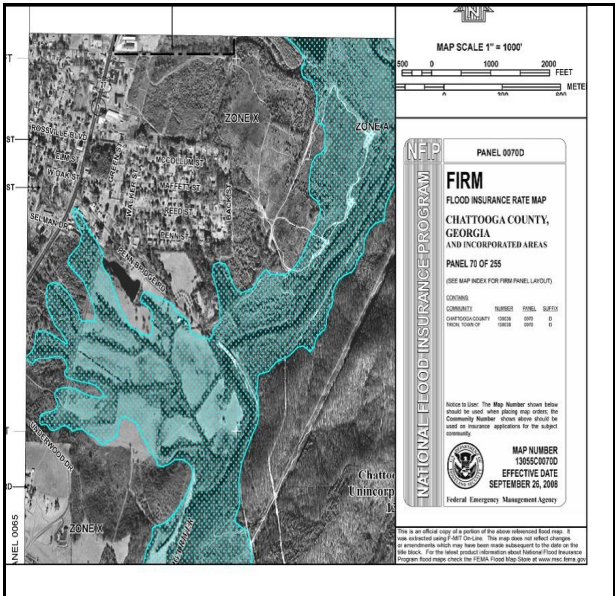 N
MAP SCALE 1" = 1000'
500 0 1000 2000
FEET
METE
NFIP
NATIONAL FLOOD INSURANCE PROGRAM
PANEL 0070D
FIRM
FLOOD INSURANCE RATE MAP
CHATTOOGA COUNTY,
GEORGIA
AND INCORPORATED AREAS
PANEL 70 OF 255
(SEE MAP INDEX FOR FIRM PANEL LAYOUT)
CONTAINS:
COMMUNITY NUMBER PANEL SUFFIX
CHATTOOGA COUNTY 0070 D
TRION, TOWN OF 0070 D
Notice to User: The Map Number shown below
should be used when placing map orders; the
Community Number shown above should be
used on insurance applications for the subject
community.
MAP NUMBER
13055C0070D
EFFECTIVE DATE
SEPTEMBER 26, 2008
Federal Emergency Management Agency
This is an official copy of a portion of the above referenced flood map. It
was extracted using F-MIT On-Line. This map does not reflect changes
or amendments which may have been made subsequent to the date on the
title block. For the latest product information about National Flood Insurance
Program flood maps check the FEMA Flood Map Store at www.msc.fema.gov
FT
ST
ST
ZONE X
ZONE A
ROSSVILLE BLVD
ELM ST
W OAK ST
GREEN ST
MCCOLLUM ST
WALKER ST
MAFFETT ST
REED ST
BACK ST
PENN ST
SELMAN DR
PENN BRIDGE RD
UNDERWOOD DR
ZONE X
NEL 0065
Chattoo
Unincorp